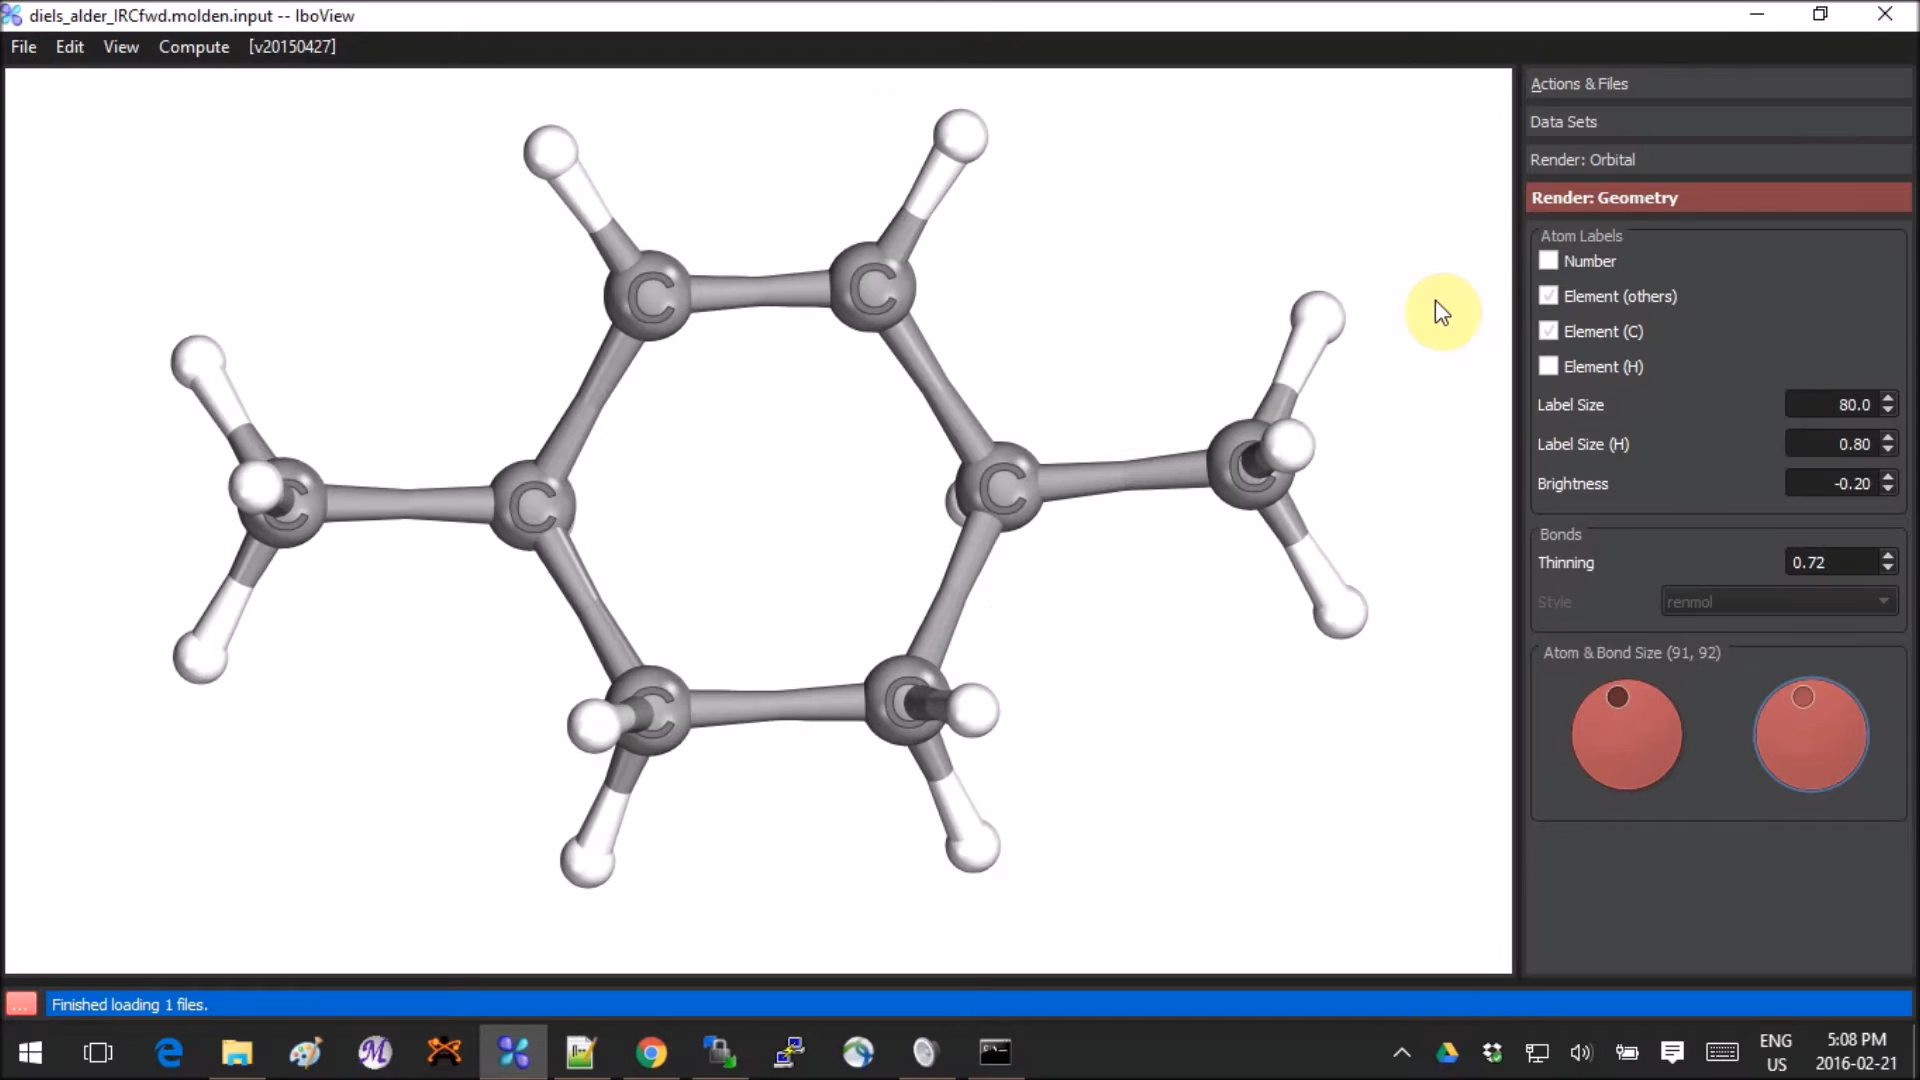 diels_alder_IRCfwd.molden.input -- IboView
File Edit View Compute [v20150427]
Actions & Files
Data Sets
Render: Orbital
Render: Geometry
Atom Labels
Number
Element (others)
Element (C)
Element (H)
Label Size 80.0
Label Size (H) 0.80
Brightness -0.20
Bonds
Thinning 0.72
Style renmol
Atom & Bond Size (91, 92)
C C
C C C C
C C
... Finished loading 1 files.
ENG 5:08 PM
US 2016-02-21